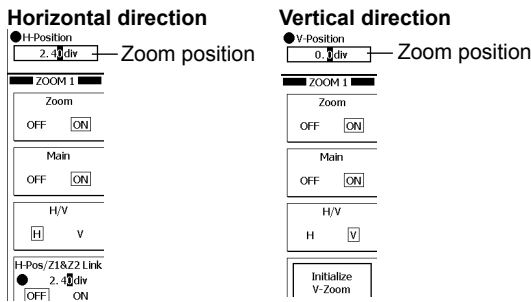 Horizontal direction
H-Position
2.40div
Zoom position
ZOOM 1
Zoom
OFF ON
Main
OFF ON
H/V
H V
H-Pos/Z1&Z2 Link
2.40div
OFF ON
Vertical direction
V-Position
0.0div
Zoom position
ZOOM 1
Zoom
OFF ON
Main
OFF ON
H/V
H V
Initialize
V-Zoom